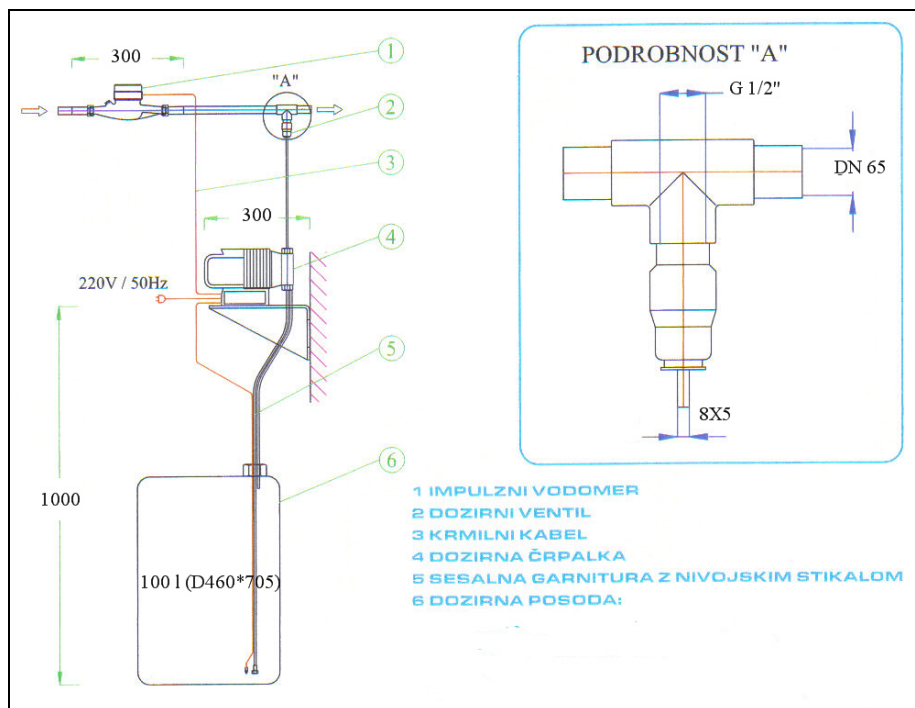 300
1
"A"
2
3
300
4
220V / 50Hz
5
6
1000
100 l (D460*705)
PODROBNOST "A"
G 1/2"
DN 65
8X5
1 IMPULZNI VODOMER
2 DOZIRNI VENTIL
3 KRMILNI KABEL
4 DOZIRNA ČRPALKA
5 SESALNA GARNITURA Z NIVOJSKIM STIKALOM
6 DOZIRNA POSODA: